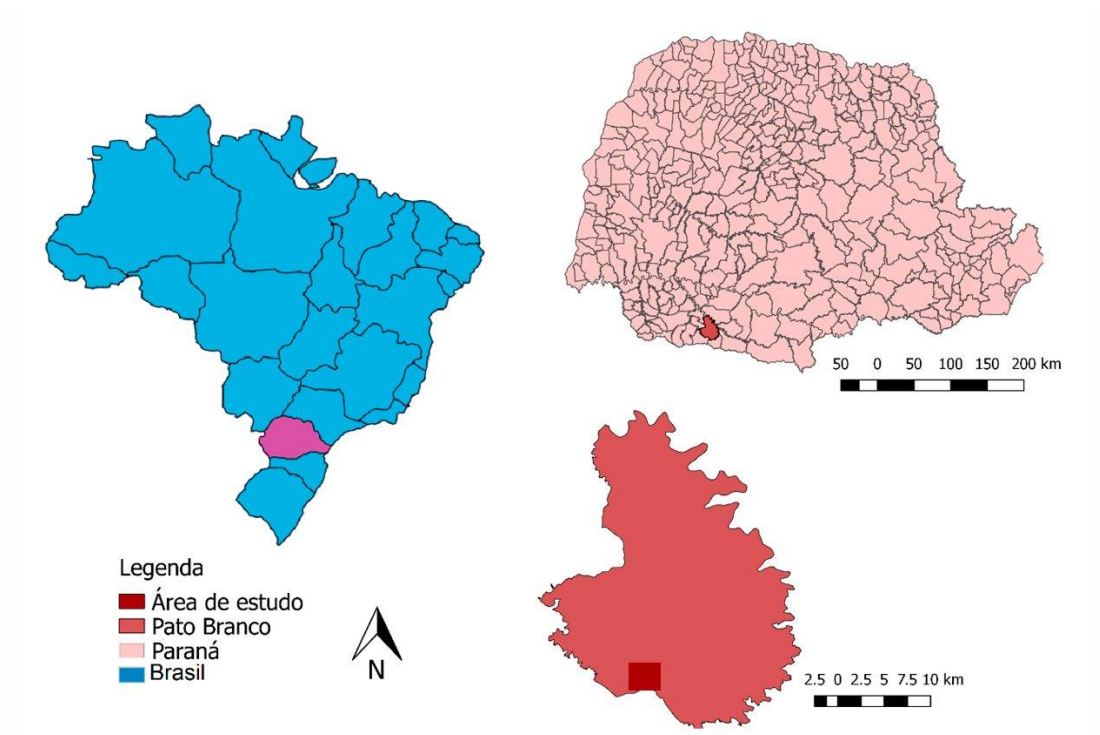 50 0 50 100 150 200 km
Legenda
Área de estudo
Pato Branco
Paraná
Brasil
N
2.5 0 2.5 5 7.5 10 km